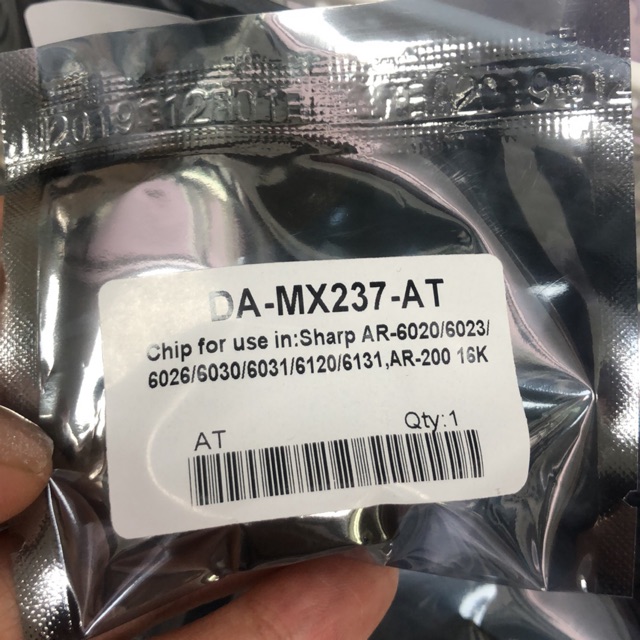 DA-MX237-AT
Chip for use in:Sharp AR-6020/6023/
6026/6030/6031/6120/6131,AR-200 16K
AT
Qty:1